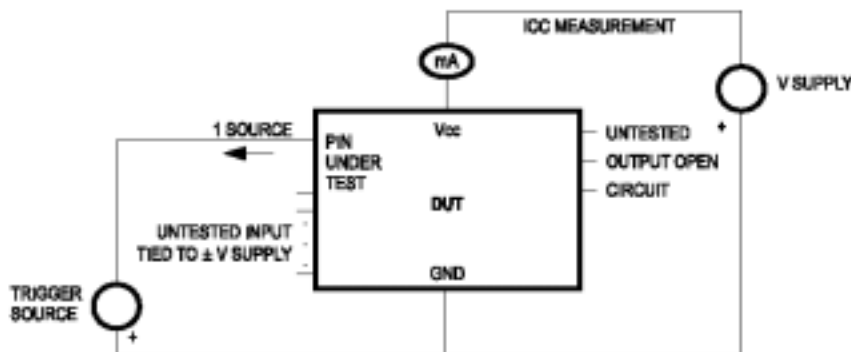 ICC MEASUREMENT
mA
V SUPPLY
+
1 SOURCE
Vcc
PIN
UNDER
TEST
UNTESTED
OUTPUT OPEN
CIRCUIT
DUT
UNTESTED INPUT
TIED TO ± V SUPPLY
GND
TRIGGER
SOURCE
+